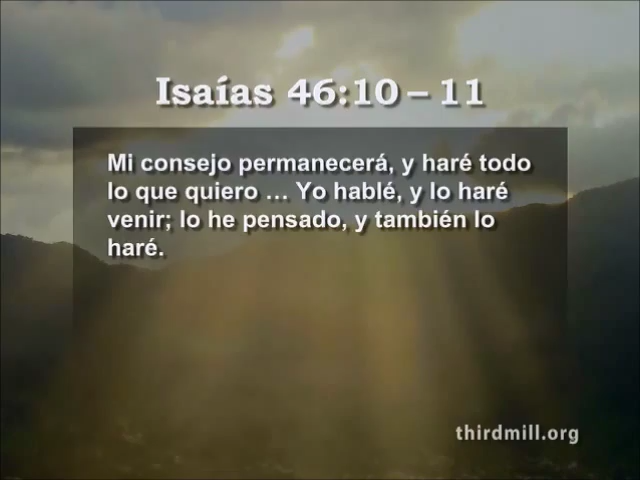 Isaías 46:10 – 11
Mi consejo permanecerá, y haré todo
lo que quiero … Yo hablé, y lo haré
venir; lo he pensado, y también lo
haré.
thirdmill.org